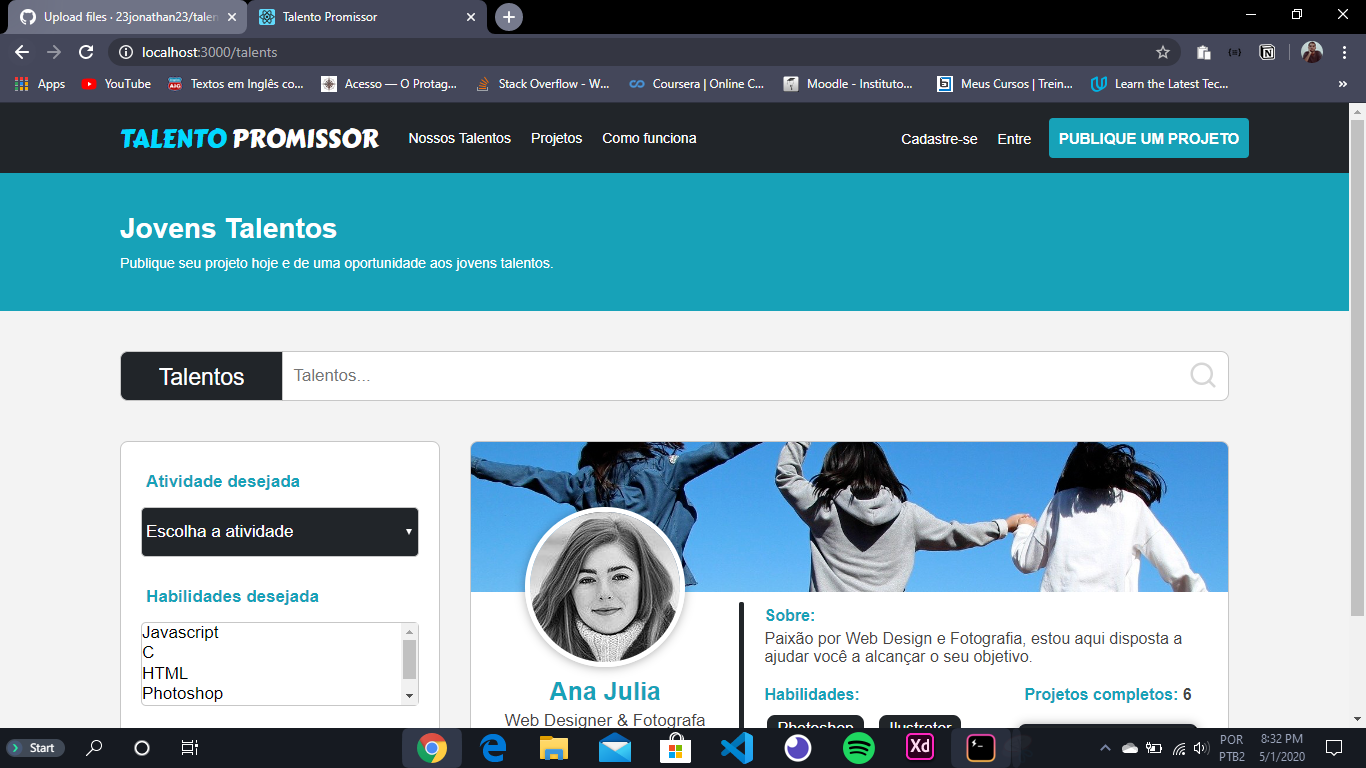 Upload files · 23jonathan23/talen
Talento Promissor
localhost:3000/talents
Apps
YouTube
Textos em Inglês co...
Acesso — O Protag...
Stack Overflow - W...
Coursera | Online C...
Moodle - Instituto...
Meus Cursos | Trein...
Learn the Latest Tec...
»
TALENTO PROMISSOR
Nossos Talentos
Projetos
Como funciona
Cadastre-se
Entre
PUBLIQUE UM PROJETO
Jovens Talentos
Publique seu projeto hoje e de uma oportunidade aos jovens talentos.
Talentos
Talentos...
Atividade desejada
Escolha a atividade
Habilidades desejada
Javascript
C
HTML
Photoshop
Ana Julia
Web Designer & Fotografa
Sobre:
Paixão por Web Design e Fotografia, estou aqui disposta a
ajudar você a alcançar o seu objetivo.
Habilidades:
Projetos completos: 6
Photoshop
Ilustrator
Start
Xd
POR
PTB2
8:32 PM
5/1/2020